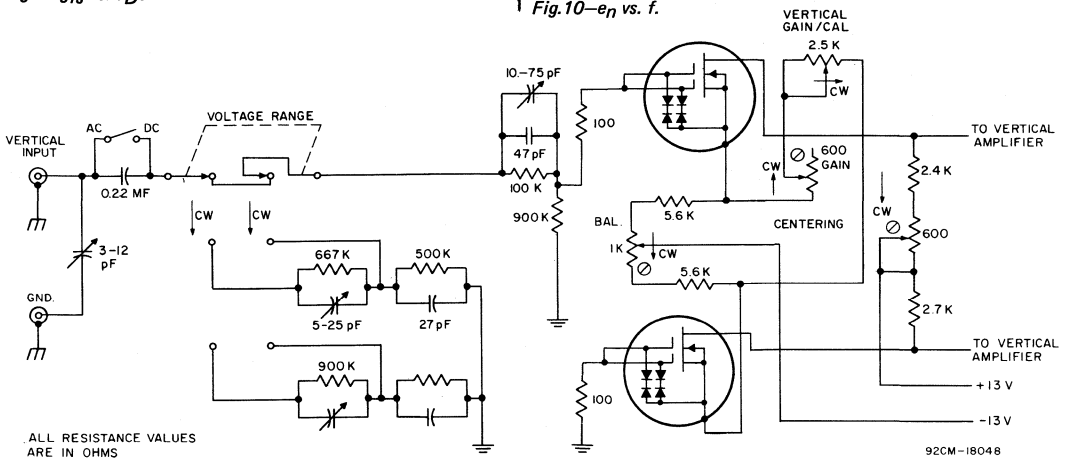 Fig.10–en vs. f.
VERTICAL
GAIN/CAL
2.5 K
CW
10.–75 pF
47 pF
100 K
900 K
100
AC
DC
VERTICAL
INPUT
0.22 MF
VOLTAGE RANGE
CW
CW
3–12
pF
GND.
667 K
5–25 pF
500 K
27 pF
900 K
600
GAIN
CW
TO VERTICAL
AMPLIFIER
2.4 K
CW
600
2.7 K
CENTERING
5.6 K
BAL.
1K
CW
5.6 K
100
TO VERTICAL
AMPLIFIER
+13 V
–13 V
ALL RESISTANCE VALUES
ARE IN OHMS
92CM–18048